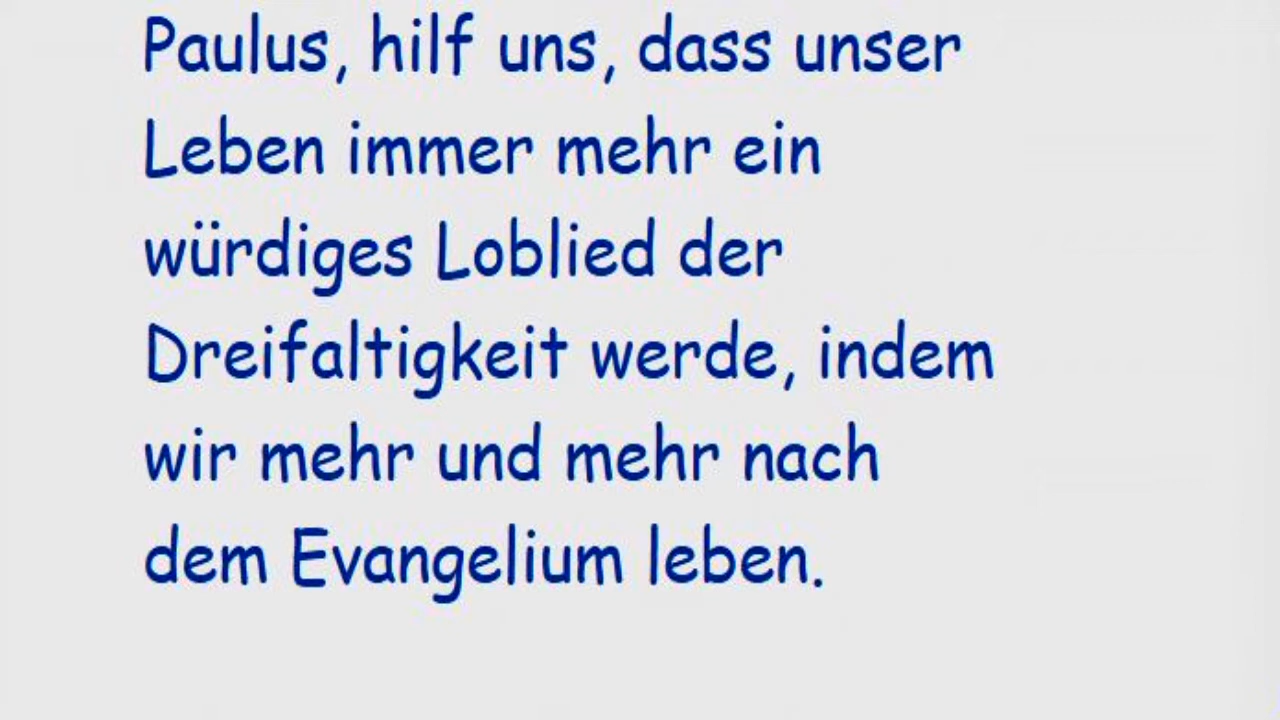 Paulus, hilf uns, dass unser
Leben immer mehr ein
würdiges Loblied der
Dreifaltigkeit werde, indem
wir mehr und mehr nach
dem Evangelium leben.